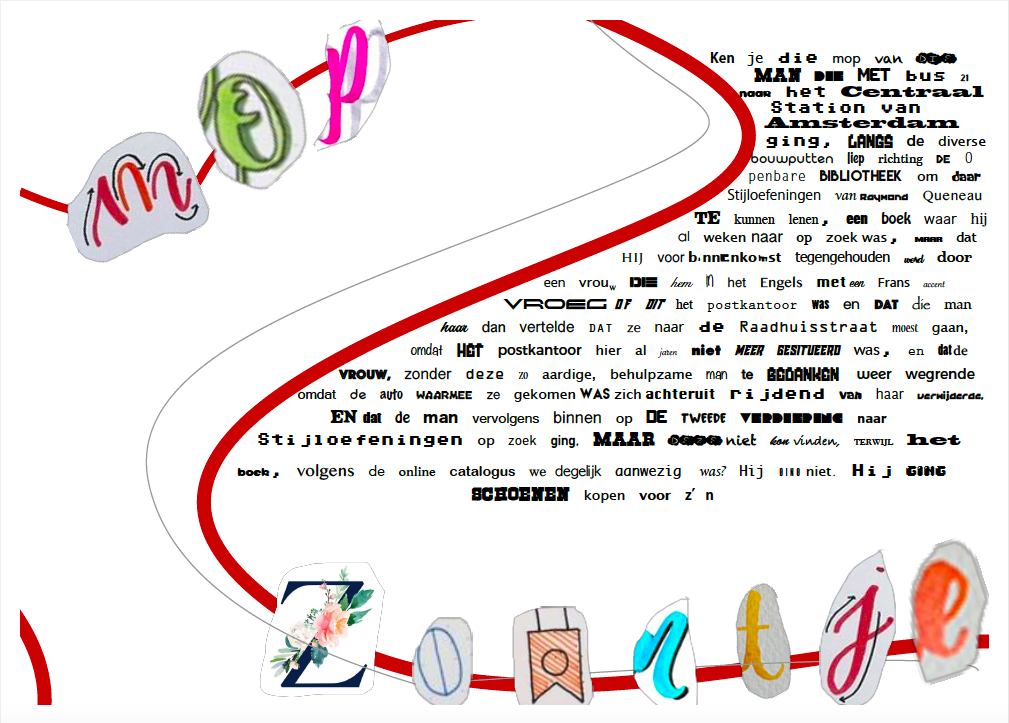 mop
Ken je die mop van DIE
MAN DIE MET bus 21
naar het Centraal
Station van
Amsterdam
ging, LANGS de diverse
bouwputten liep richting DE O
penbare BIBLIOTHEEK om daar
Stijloefeningen van Raymond Queneau
TE kunnen lenen, een boek waar hij
al weken naar op zoek was, MAAR dat
HIJ voor binnenkomst tegengehouden werd door
een vrouw DIE hem in het Engels met een Frans accent
VROEG OF DIT het postkantoor was en DAT die man
haar dan vertelde DAT ze naar de Raadhuisstraat moest gaan,
omdat HET postkantoor hier al jaren niet MEER GESITUEERD was, en dat de
VROUW, zonder deze zo aardige, behulpzame man te BEDANKEN weer wegrende
omdat de auto WAARMEE ze gekomen WAS zich achteruit rijdend van haar verwijderde,
EN dat de man vervolgens binnen op DE TWEEDE VERDIEPING naar
Stijloefeningen op zoek ging, MAAR niet kon vinden, TERWIJL het
boek, volgens de online catalogus we degelijk aanwezig was? Hij DING niet. Hij GING
SCHOENEN kopen voor z' n
Zoontje